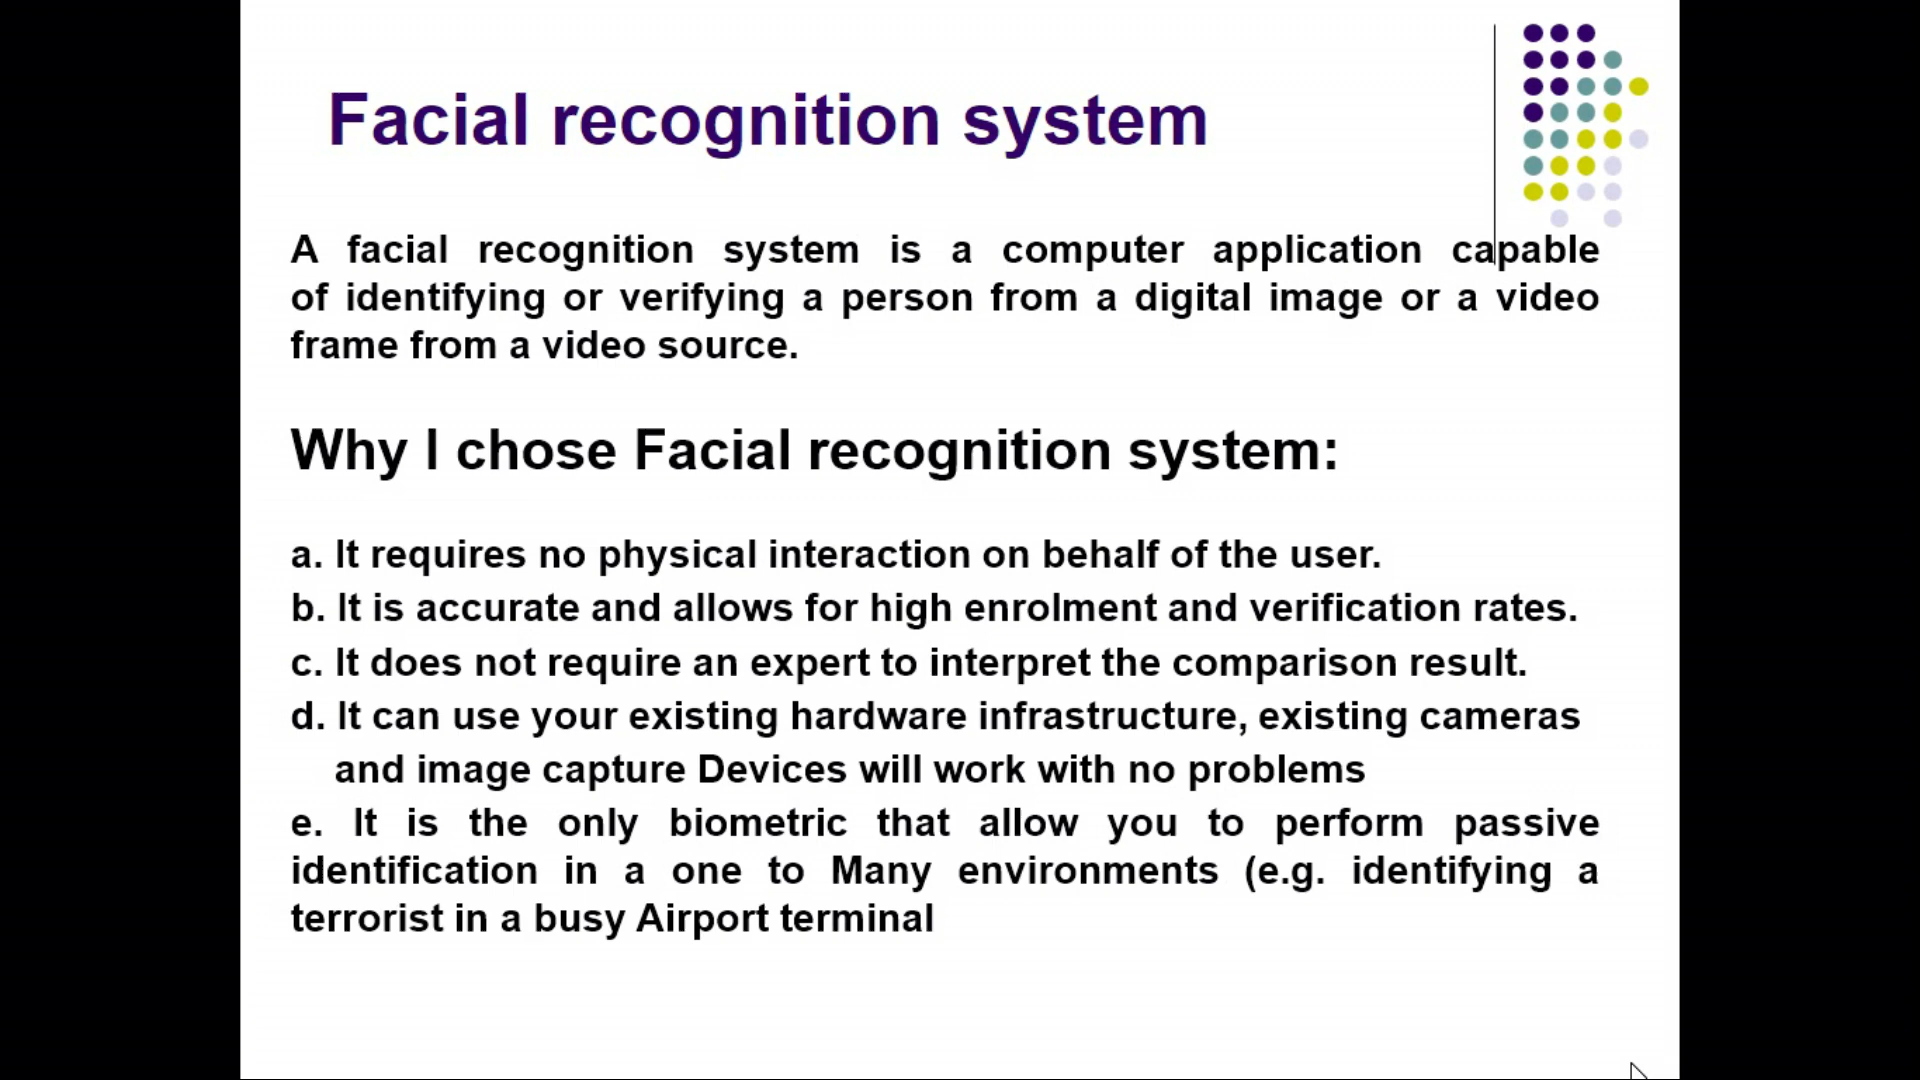 Facial recognition system
A facial recognition system is a computer application capable
of identifying or verifying a person from a digital image or a video
frame from a video source.
Why I chose Facial recognition system:
a. It requires no physical interaction on behalf of the user.
b. It is accurate and allows for high enrolment and verification rates.
c. It does not require an expert to interpret the comparison result.
d. It can use your existing hardware infrastructure, existing cameras
and image capture Devices will work with no problems
e. It is the only biometric that allow you to perform passive
identification in a one to Many environments (e.g. identifying a
terrorist in a busy Airport terminal